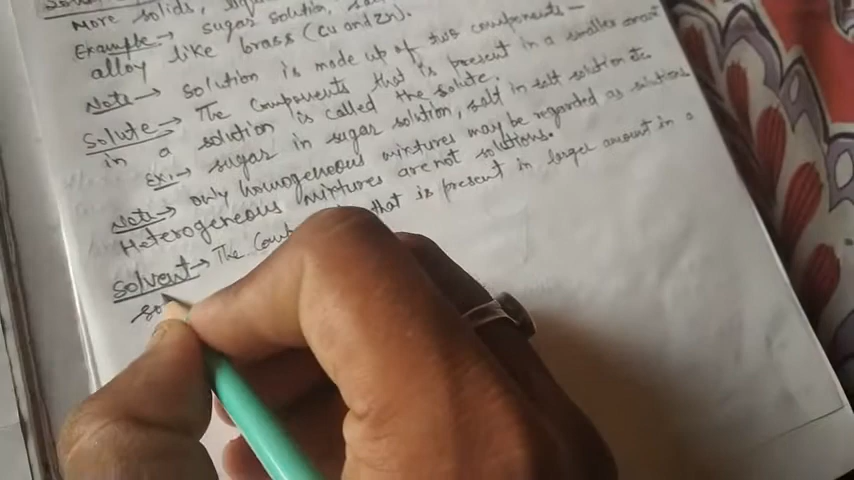 More solids,
Example → sugar solution,
alloy like brass (Cu and Zn).
Note → solution is made up of two components —
Solute → The components that is present in a smaller
in a solution is called the solute.
Ex: → sugar in sugar solution, salt in salt solution etc
Note → only homogeneous mixtures may be regarded as solutions
Heterogeneous mixtures are not solutions.
Solvent → The that is present in larger amount in a
so